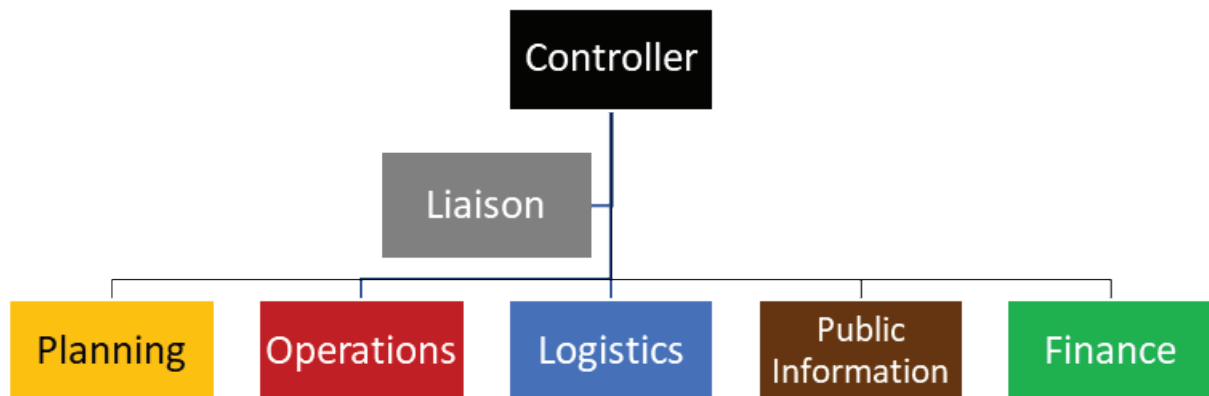 Controller
Liaison
Planning
Operations
Logistics
Public
Information
Finance